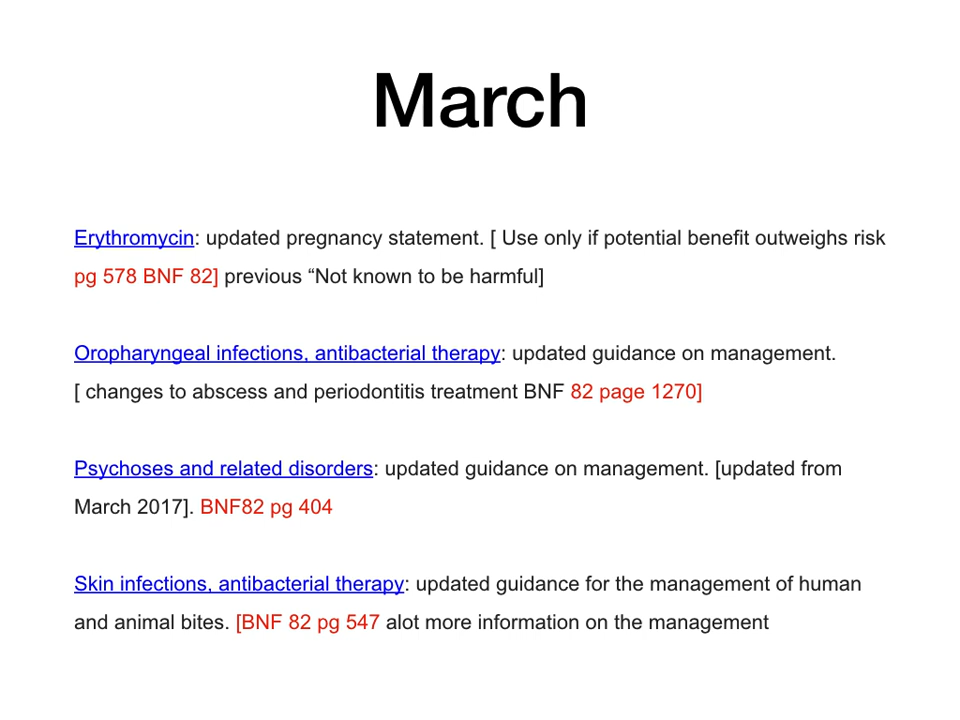 March
Erythromycin: updated pregnancy statement. [ Use only if potential benefit outweighs risk
pg 578 BNF 82] previous “Not known to be harmful]
Oropharyngeal infections, antibacterial therapy: updated guidance on management.
[ changes to abscess and periodontitis treatment BNF 82 page 1270]
Psychoses and related disorders: updated guidance on management. [updated from
March 2017]. BNF82 pg 404
Skin infections, antibacterial therapy: updated guidance for the management of human
and animal bites. [BNF 82 pg 547 alot more information on the management